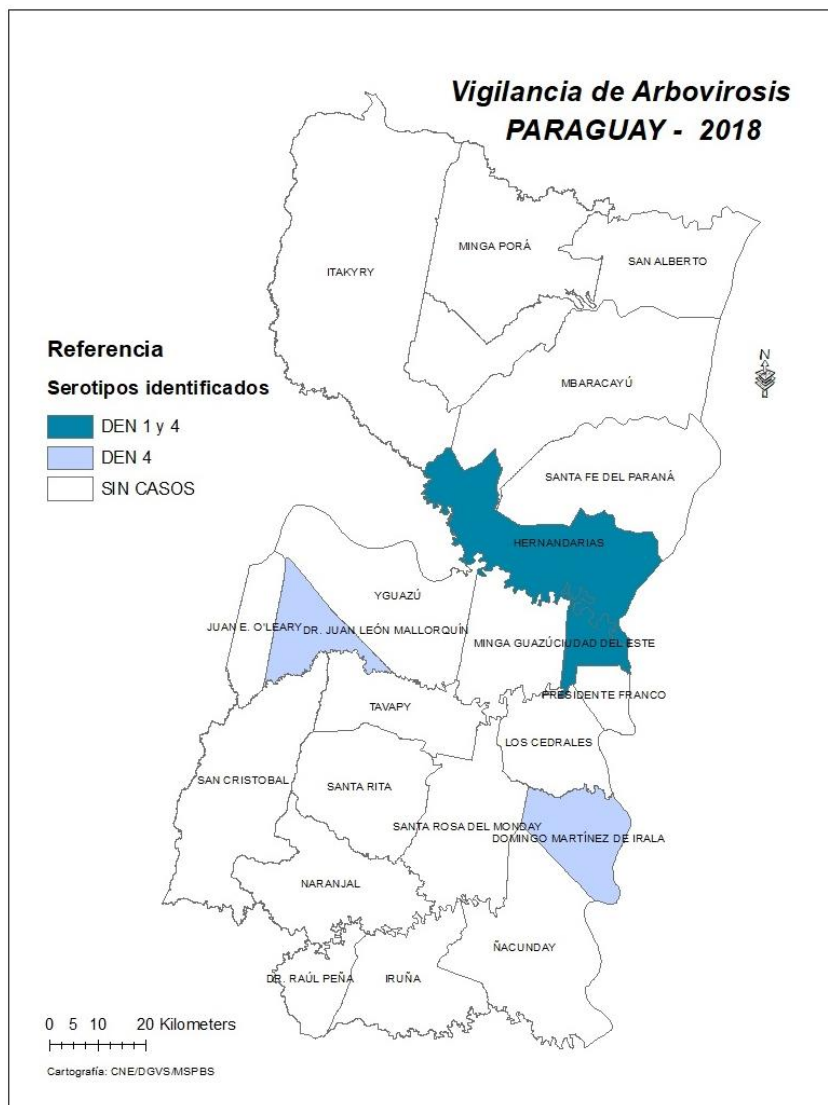 Vigilancia de Arbovirosis
PARAGUAY - 2018
MINGA PORÁ
SAN ALBERTO
ITAKYRY
Referencia
Serotipos identificados
DEN 1 y 4
DEN 4
SIN CASOS
N
MBARACAYÚ
SANTA FE DEL PARANÁ
HERNANDARIAS
YGUAZÚ
JUAN E. O'LEARY
DR. JUAN LEÓN MALLORQUÍN
MINGA GUAZÚ
CIUDAD DEL ESTE
PRESIDENTE FRANCO
TAVAPY
LOS CEDRALES
SAN CRISTOBAL
SANTA RITA
SANTA ROSA DEL MONDAY
DOMINGO MARTÍNEZ DE IRALA
NARANJAL
ÑACUNDAY
DR. RAÚL PEÑA
IRUÑA
0 5 10 20 Kilometers
Cartografía: CNE/DGVS/MSPBS